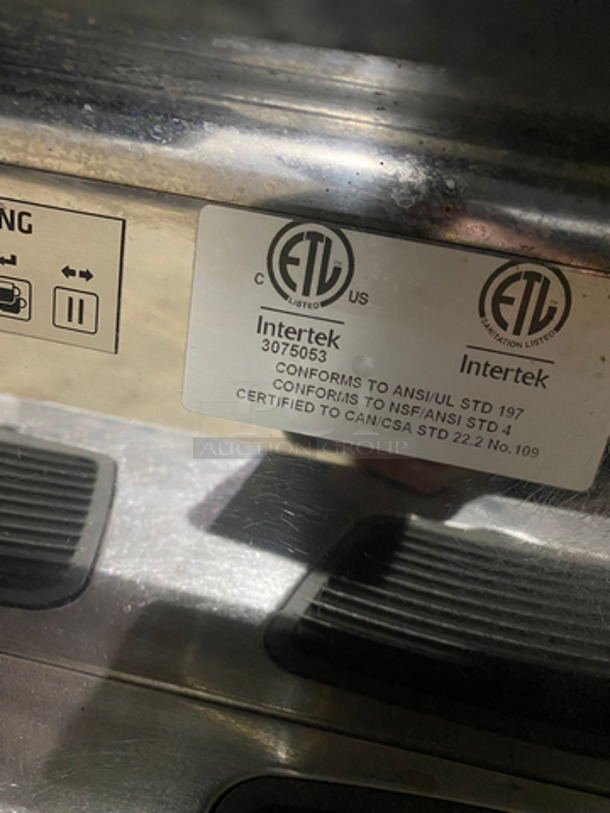 NG
ETL
LISTED
C US
Intertek
3075053
ETL
SANITATION LISTED
Intertek
CONFORMS TO ANSI/UL STD 197
CONFORMS TO NSF/ANSI STD 4
CERTIFIED TO CAN/CSA STD 22.2 No.109
AUCTION GROUP